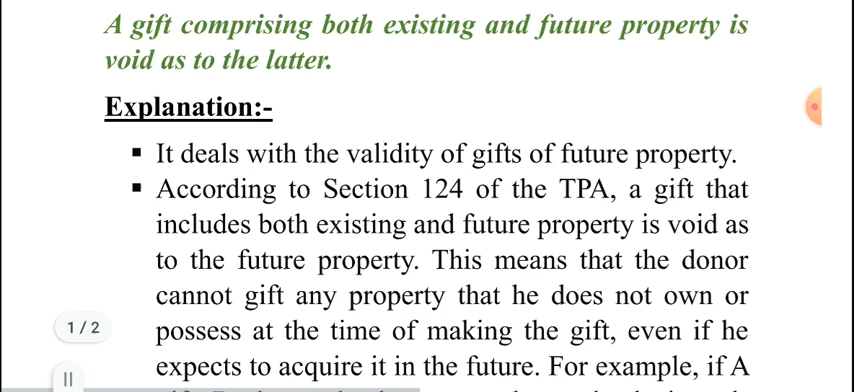 A gift comprising both existing and future property is
void as to the latter.
Explanation:-
▪ It deals with the validity of gifts of future property.
▪ According to Section 124 of the TPA, a gift that
includes both existing and future property is void as
to the future property. This means that the donor
cannot gift any property that he does not own or
possess at the time of making the gift, even if he
expects to acquire it in the future. For example, if A
1 / 2